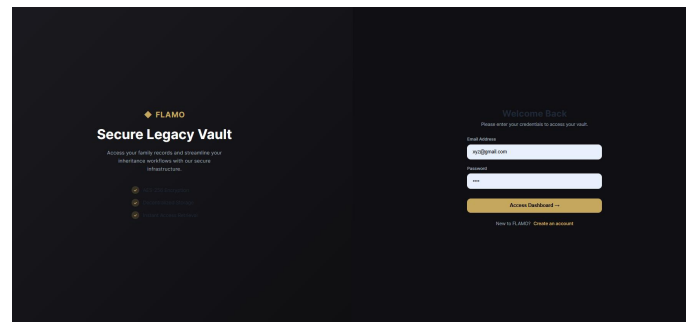 FLAMO
Secure Legacy Vault
Access your family records and streamline your
inheritance workflows with our secure
infrastructure.
Welcome Back
Please enter your credentials to access your vault.
Email Address
xyz@gmail.com
Password
••••
Access Dashboard →
New to FLAMO? Create an account